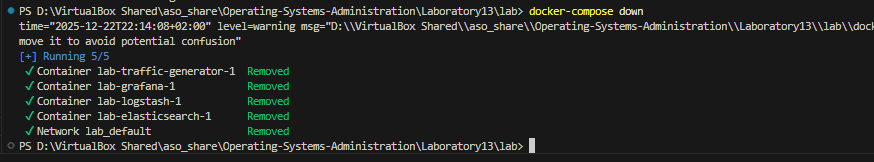 PS D:\VirtualBox Shared\aso_share\Operating-Systems-Administration\Laboratory13\lab> docker-compose down
time="2025-12-22T22:14:08+02:00" level=warning msg="D:\\VirtualBox Shared\\aso_share\\Operating-Systems-Administration\\Laboratory13\\lab\\dock
move it to avoid potential confusion"
[+] Running 5/5
✓ Container lab-traffic-generator-1 Removed
✓ Container lab-grafana-1 Removed
✓ Container lab-logstash-1 Removed
✓ Container lab-elasticsearch-1 Removed
✓ Network lab_default Removed
PS D:\VirtualBox Shared\aso_share\Operating-Systems-Administration\Laboratory13\lab>